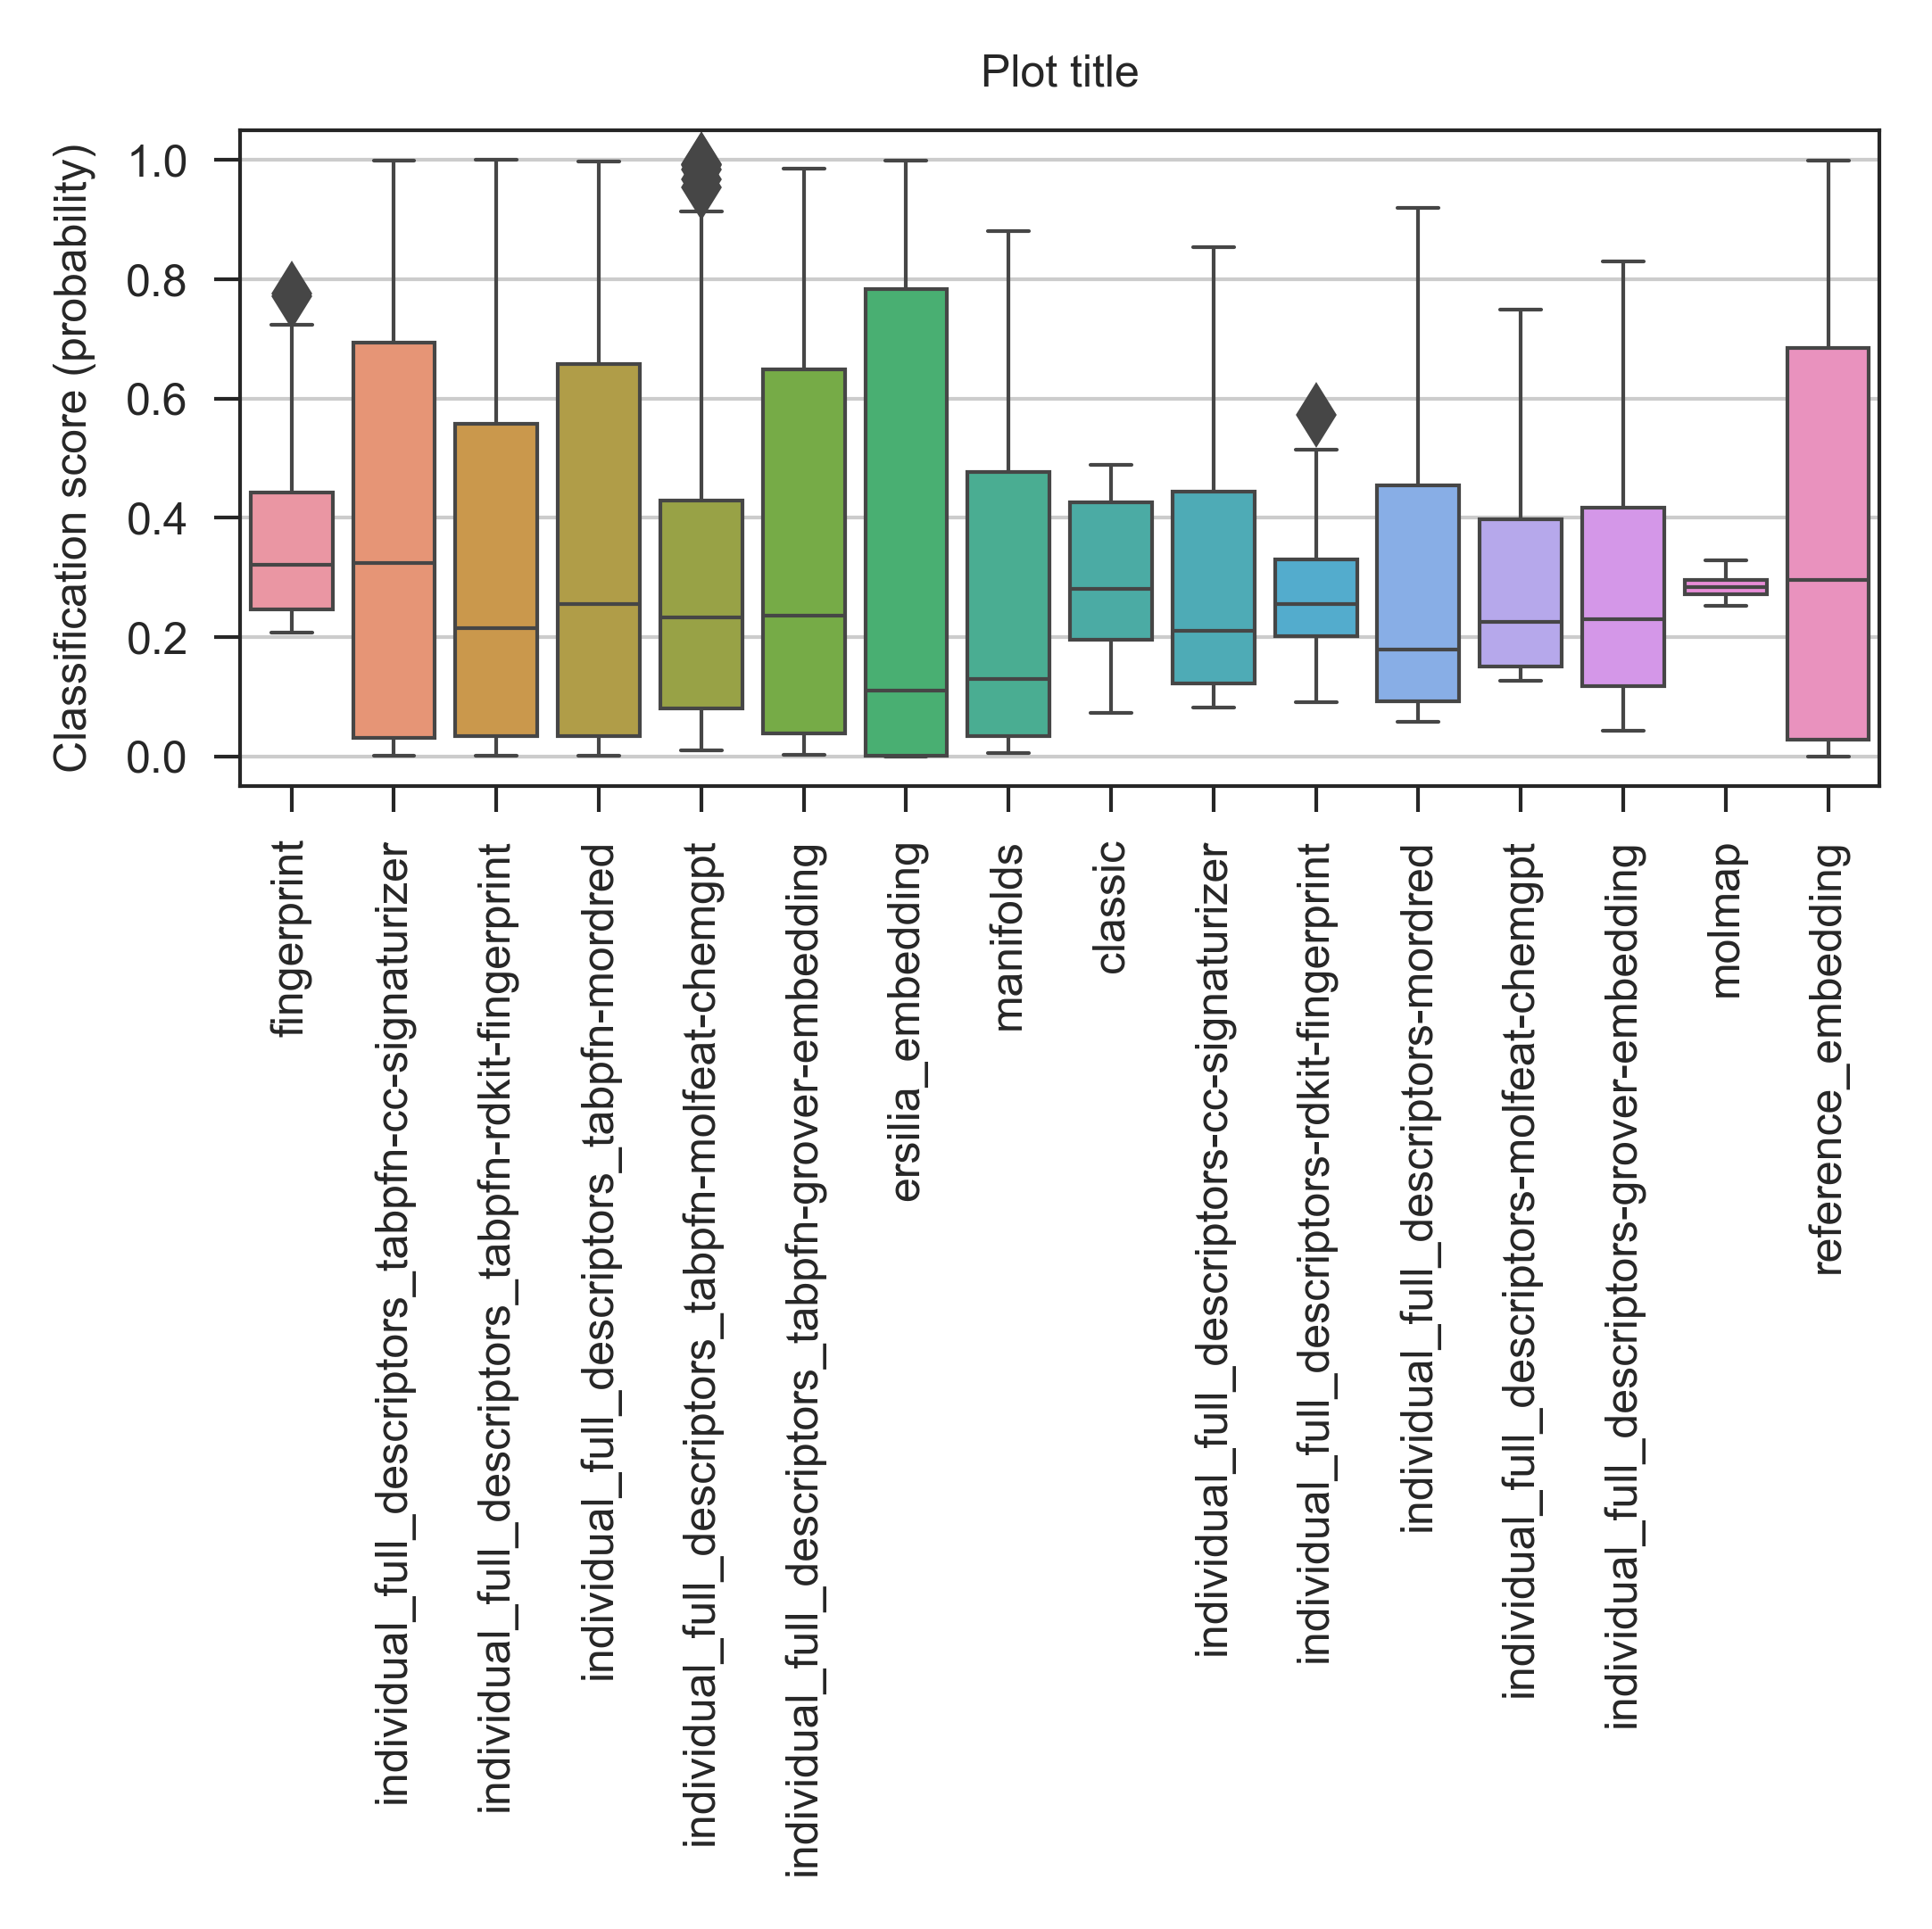 Plot title
Classification score (probability)
1.0
0.8
0.6
0.4
0.2
0.0
fingerprint
individual_full_descriptors_tabpfn-cc-signaturizer
individual_full_descriptors_tabpfn-rdkit-fingerprint
individual_full_descriptors_tabpfn-mordred
individual_full_descriptors_tabpfn-molfeat-chemgpt
individual_full_descriptors_tabpfn-grover-embedding
ersilia_embedding
manifolds
classic
individual_full_descriptors-cc-signaturizer
individual_full_descriptors-rdkit-fingerprint
individual_full_descriptors-mordred
individual_full_descriptors-molfeat-chemgpt
individual_full_descriptors-grover-embedding
molmap
reference_embedding